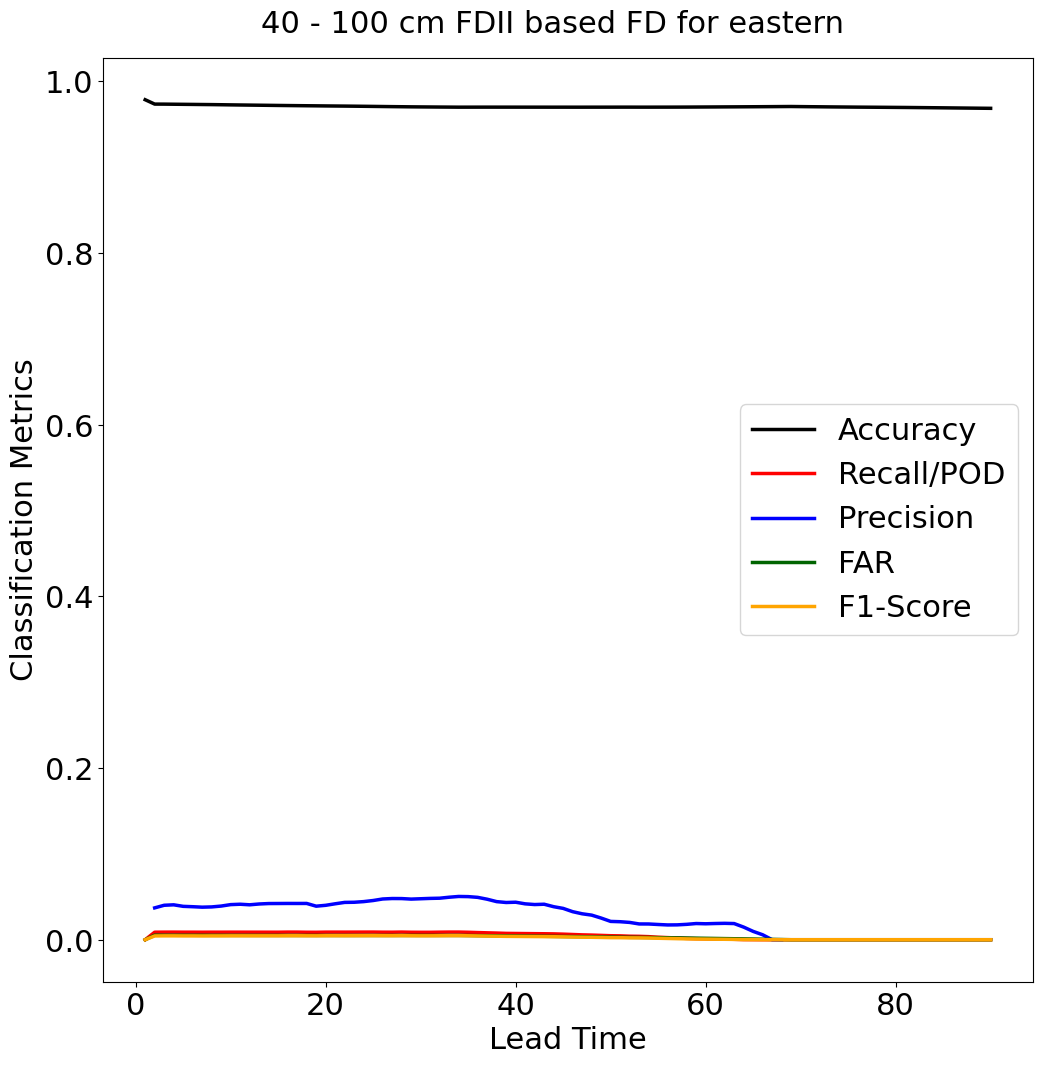 40 - 100 cm FDII based FD for eastern
Classification Metrics
1.0
0.8
0.6
0.4
0.2
0.0
Accuracy
Recall/POD
Precision
FAR
F1-Score
0 20 40 60 80
Lead Time